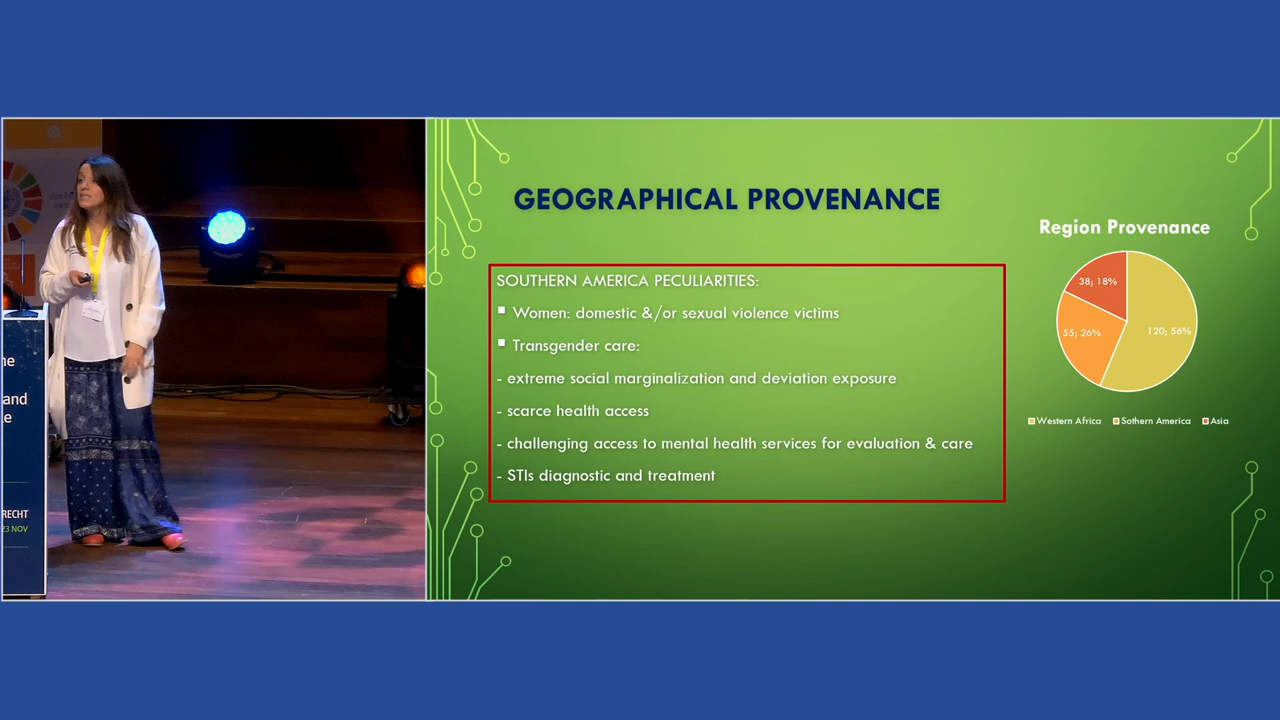 GEOGRAPHICAL PROVENANCE
SOUTHERN AMERICA PECULIARITIES:
Women: domestic &/or sexual violence victims
Transgender care:
- extreme social marginalization and deviation exposure
- scarce health access
- challenging access to mental health services for evaluation & care
- STIs diagnostic and treatment
Region Provenance
38; 18%
55; 26%
120; 56%
Western Africa
Sothern America
Asia
and
RECHT
23 NOV